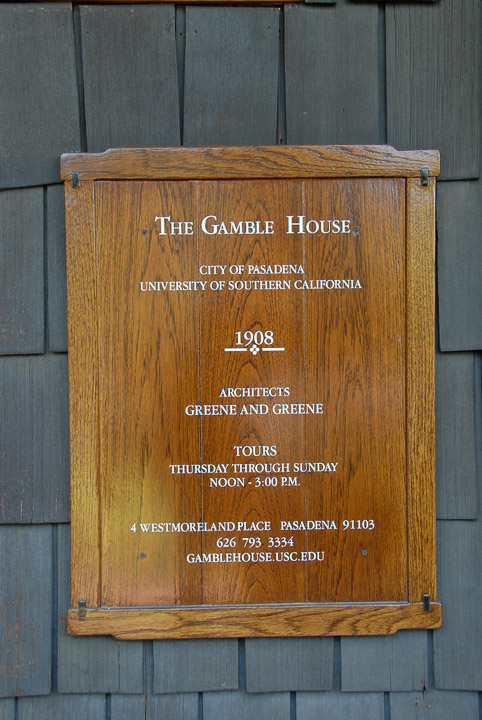 THE GAMBLE HOUSE
CITY OF PASADENA
UNIVERSITY OF SOUTHERN CALIFORNIA
1908
ARCHITECTS
GREENE AND GREENE
TOURS
THURSDAY THROUGH SUNDAY
NOON - 3:00 P.M.
4 WESTMORELAND PLACE PASADENA 91103
626 793 3334
GAMBLEHOUSE.USC.EDU